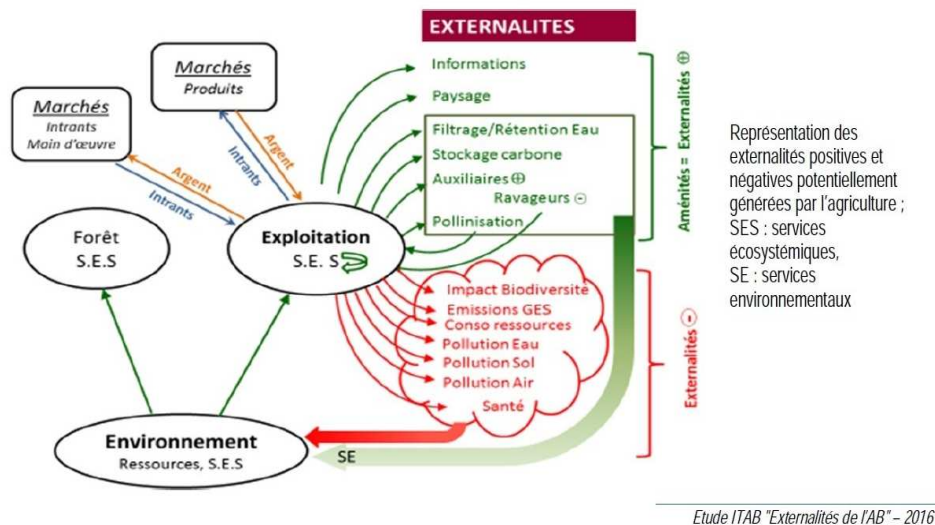 EXTERNALITES
Marchés
Produits
Marchés
Intrants
Main d'œuvre
Argent
Intrants
Argent
Intrants
Informations
Paysage
Filtrage/Rétention Eau
Stockage carbone
Auxiliaires ⊕
Ravageurs ⊖
Pollinisation
Aménités = Externalités ⊕
Forêt
S.E.S
Exploitation
S.E. S
Impact Biodiversité
Emissions GES
Conso ressources
Pollution Eau
Pollution Sol
Pollution Air
Santé
Externalités ⊖
Environnement
Ressources, S.E.S
SE
Représentation des
externalités positives et
négatives potentiellement
générées par l'agriculture ;
SES : services
écosystémiques,
SE : services
environnementaux
Etude ITAB "Externalités de l'AB" – 2016